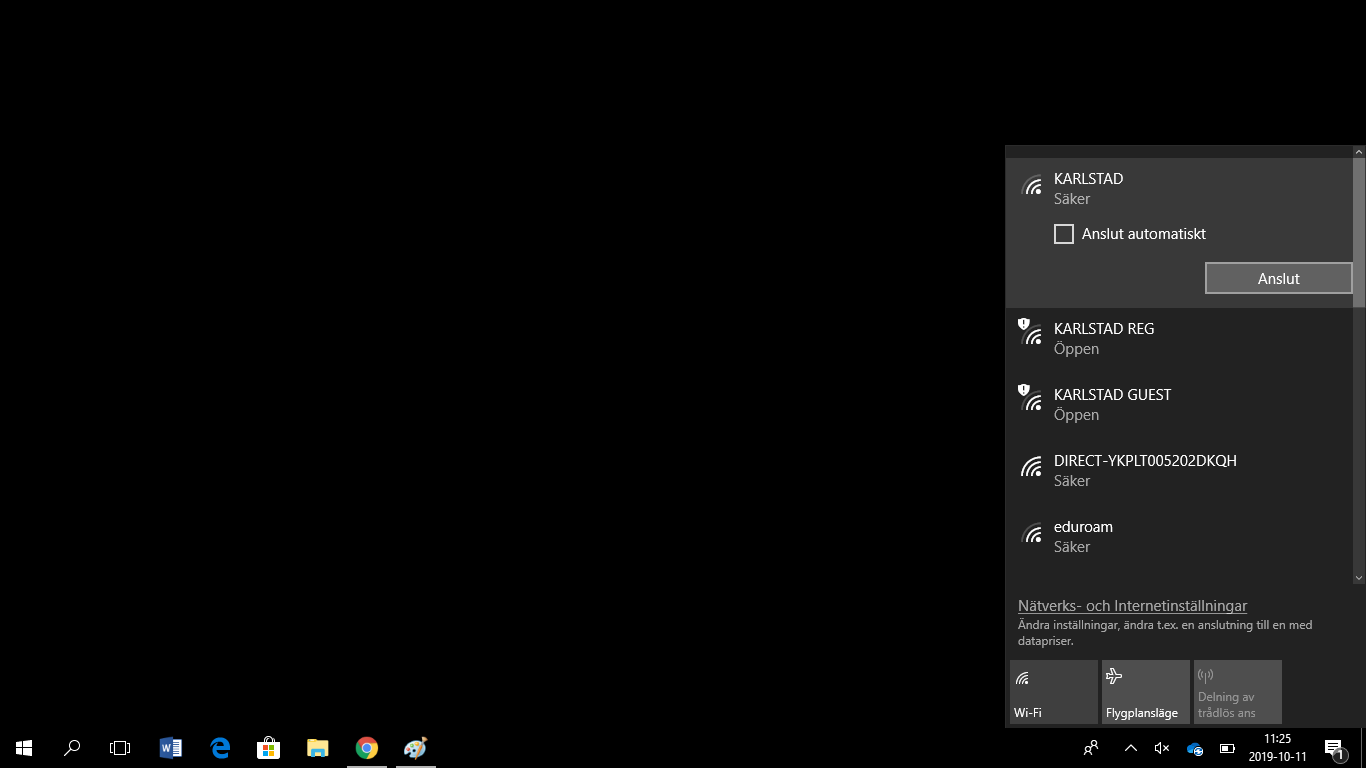 KARLSTAD
Säker
Anslut automatiskt
Anslut
KARLSTAD REG
Öppen
KARLSTAD GUEST
Öppen
DIRECT-YKPLT005202DKQH
Säker
eduroam
Säker
Nätverks- och Internetinställningar
Ändra inställningar, ändra t.ex. en anslutning till en med
datapriser.
Wi-Fi
Flygplansläge
Delning av
trådlös ans
11:25
2019-10-11
1